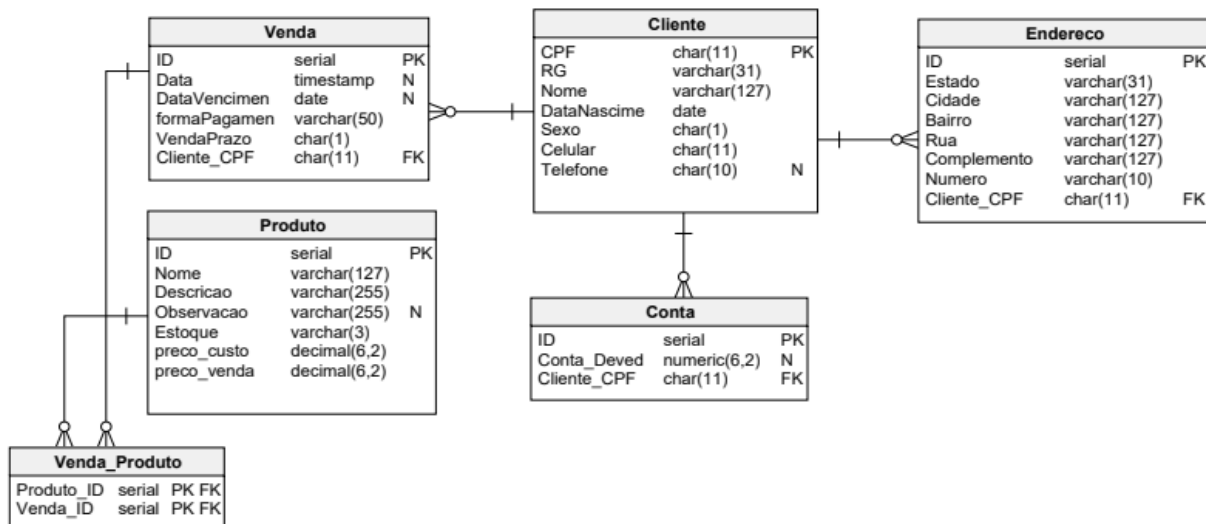 Venda
ID serial PK
Data timestamp N
DataVencimen date N
formaPagamen varchar(50)
VendaPrazo char(1)
Cliente_CPF char(11) FK
Cliente
CPF char(11) PK
RG varchar(31)
Nome varchar(127)
DataNascime date
Sexo char(1)
Celular char(11)
Telefone char(10) N
Endereco
ID serial PK
Estado varchar(31)
Cidade varchar(127)
Bairro varchar(127)
Rua varchar(127)
Complemento varchar(127)
Numero varchar(10)
Cliente_CPF char(11) FK
Produto
ID serial PK
Nome varchar(127)
Descricao varchar(255)
Observacao varchar(255) N
Estoque varchar(3)
preco_custo decimal(6,2)
preco_venda decimal(6,2)
Conta
ID serial PK
Conta_Deved numeric(6,2) N
Cliente_CPF char(11) FK
Venda_Produto
Produto_ID serial PK FK
Venda_ID serial PK FK